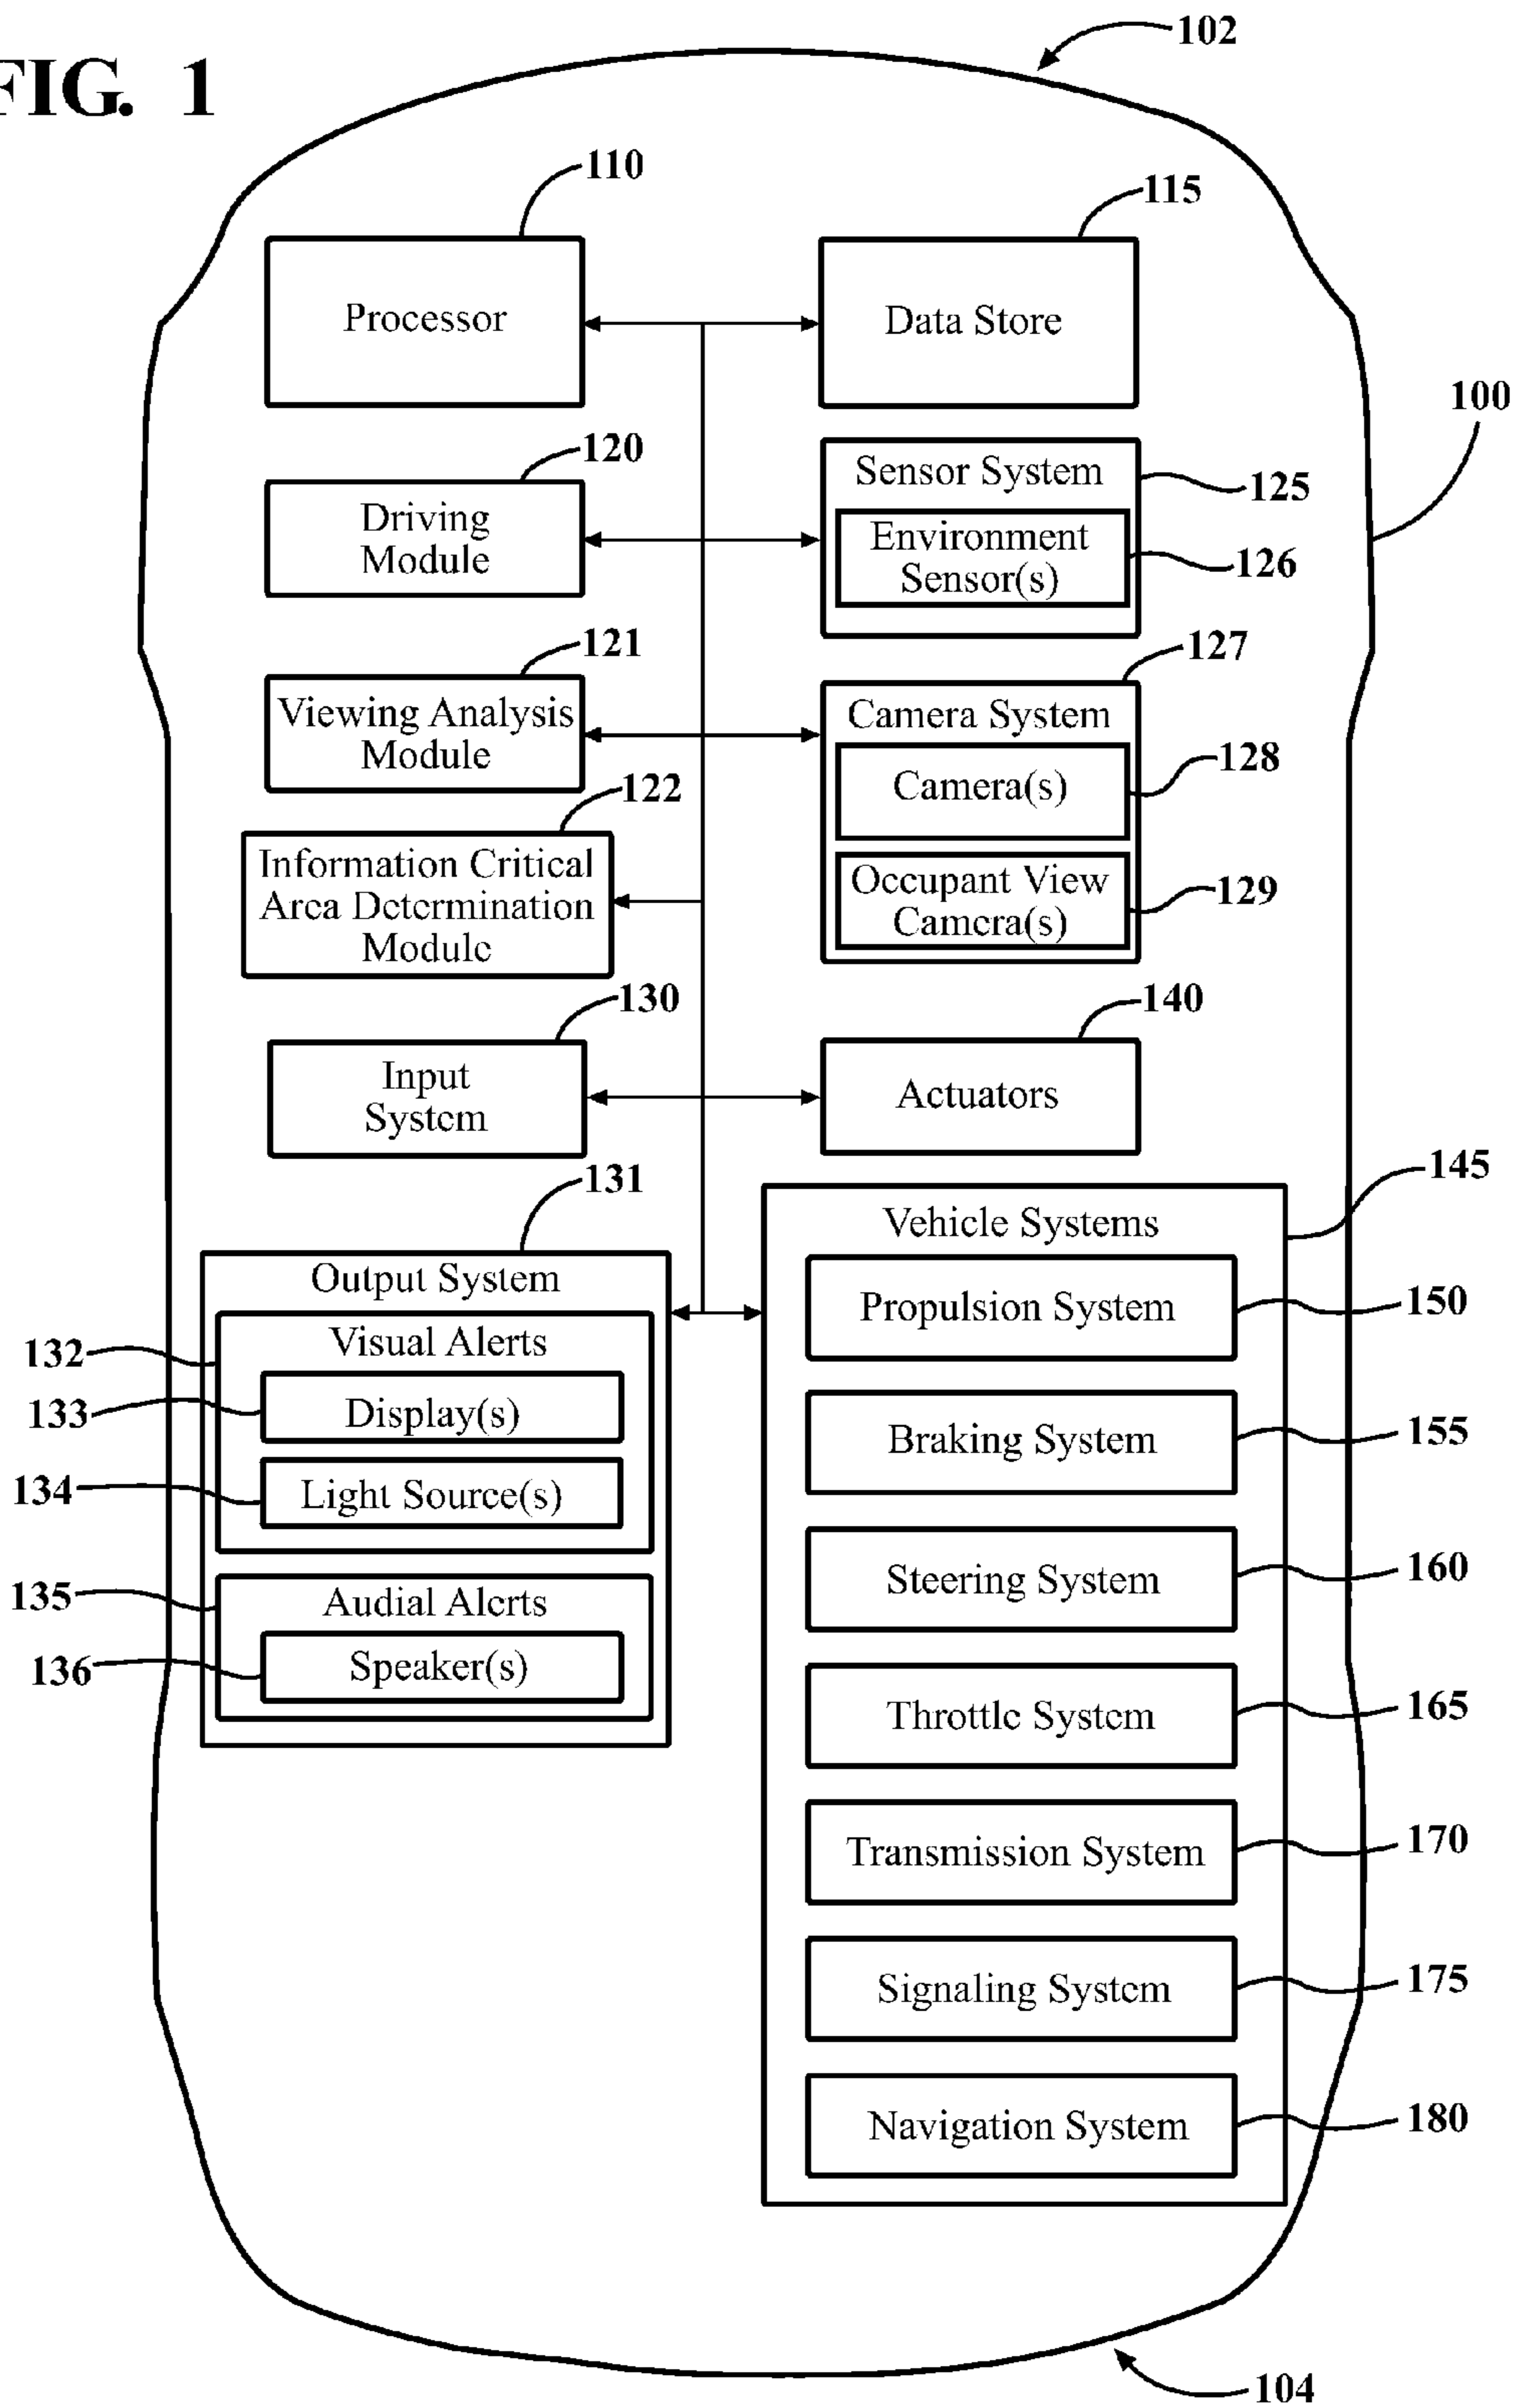 FIG. 1
102
110
115
Processor
Data Store
100
120
Driving
Module
Sensor System
125
Environment
Sensor(s)
126
121
Viewing Analysis
Module
127
Camera System
Camera(s)
128
Occupant View
Camera(s)
129
122
Information Critical
Area Determination
Module
130
Input
System
140
Actuators
131
Output System
132
Visual Alerts
133
Display(s)
134
Light Source(s)
135
Audial Alerts
136
Speaker(s)
145
Vehicle Systems
Propulsion System
150
Braking System
155
Steering System
160
Throttle System
165
Transmission System
170
Signaling System
175
Navigation System
180
104